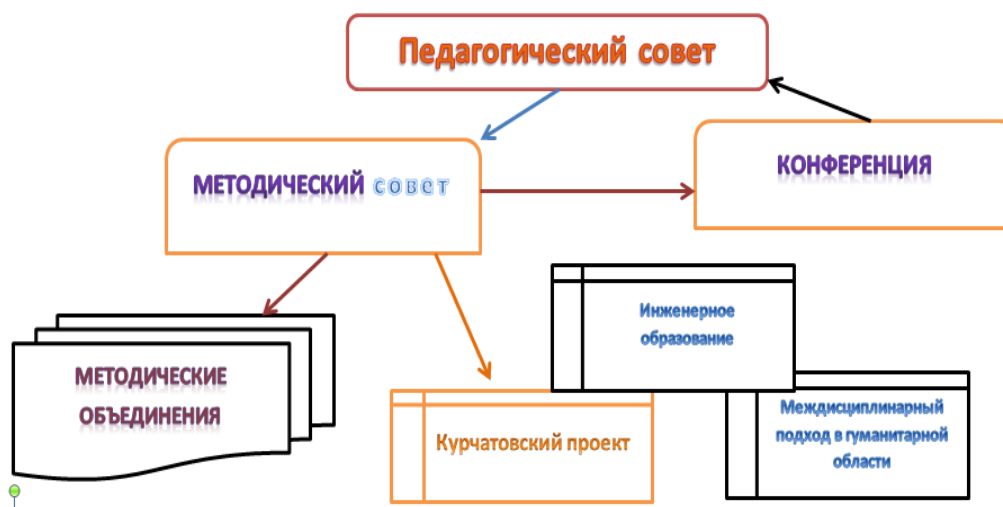 Педагогический совет
МЕТОДИЧЕСКИЙ совет
КОНФЕРЕНЦИЯ
МЕТОДИЧЕСКИЕ
ОБЪЕДИНЕНИЯ
Курчатовский проект
Инженерное
образование
Междисциплинарный
подход в гуманитарной
области